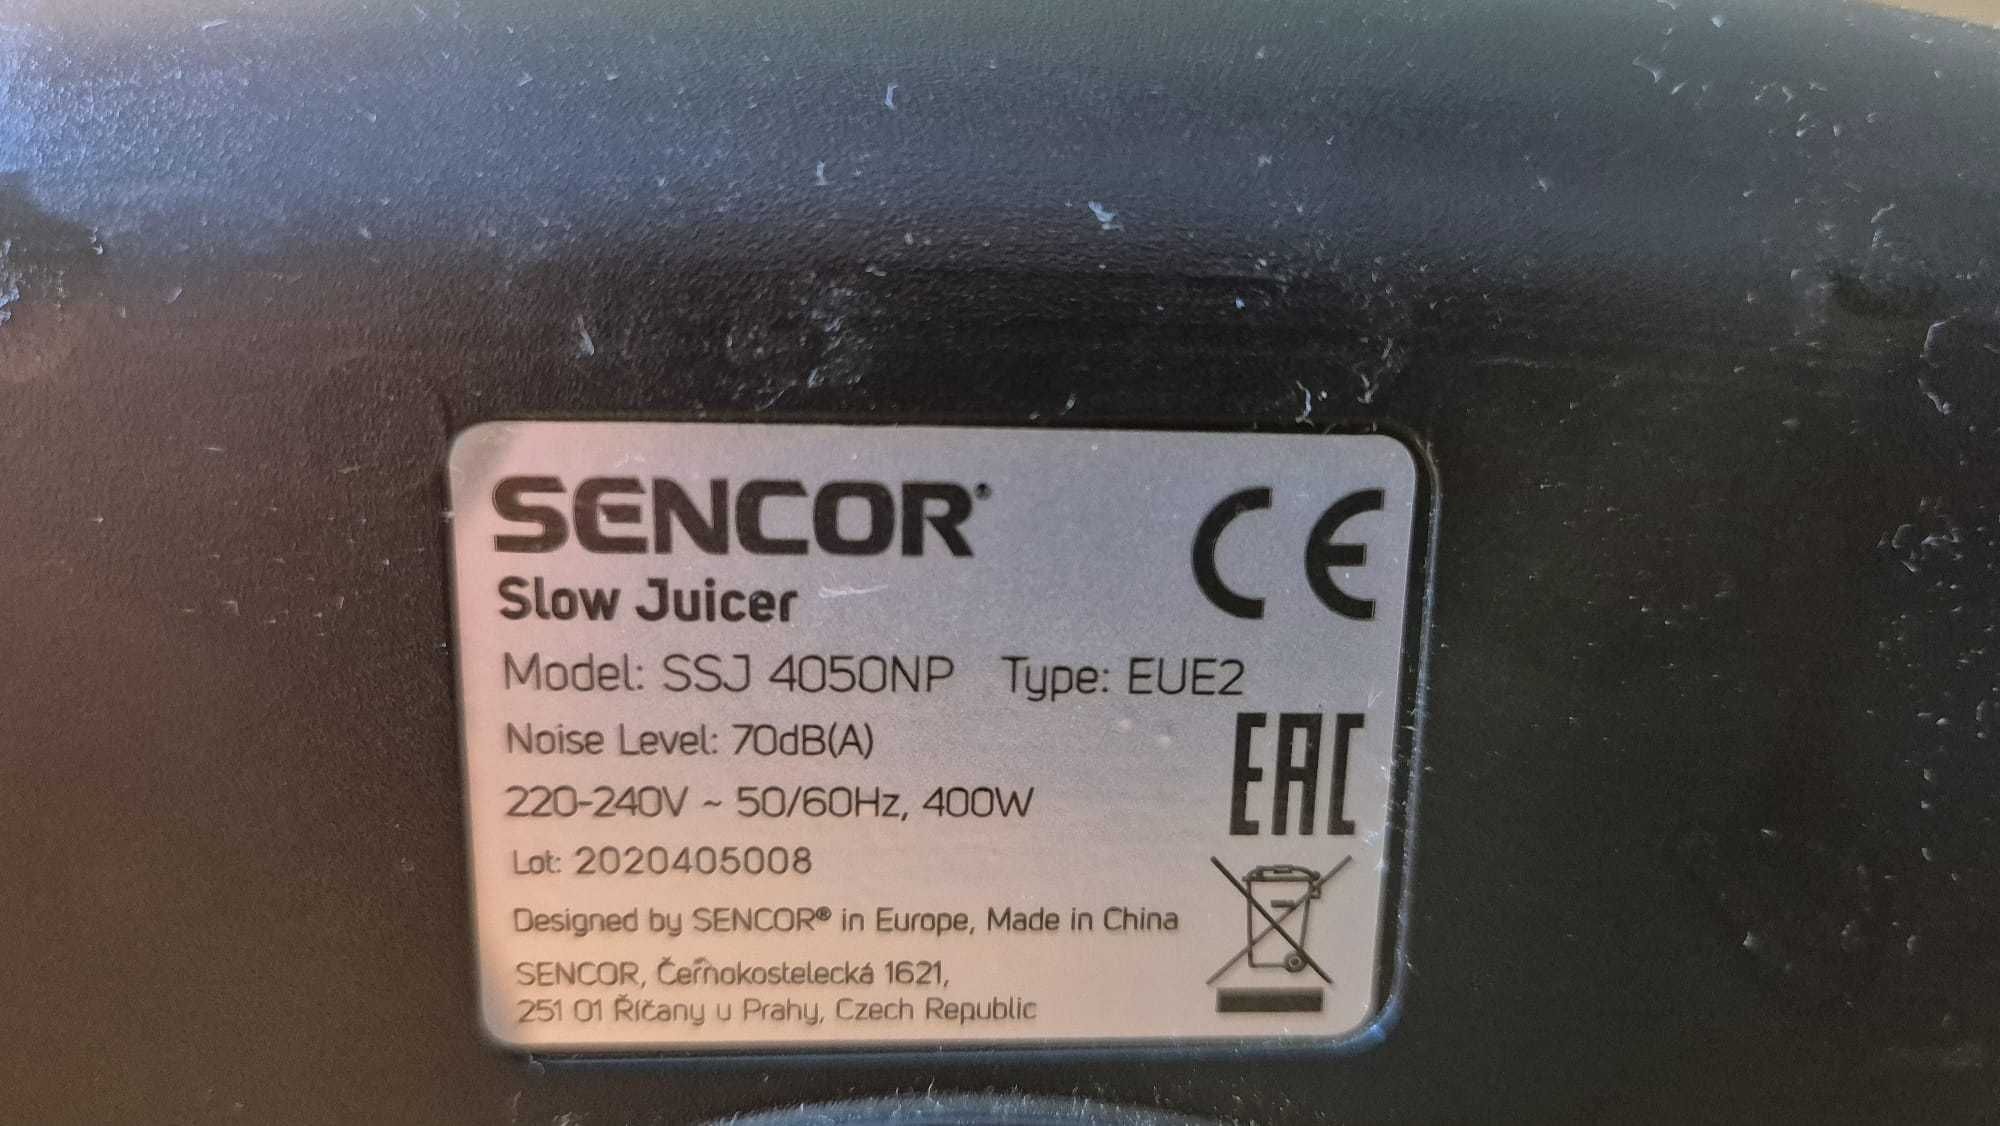 SENCOR®
CE
Slow Juicer
Model: SSJ 4050NP Type: EUE2
Noise Level: 70dB(A)
EAC
220-240V ~ 50/60Hz, 400W
Lot: 2020405008
Designed by SENCOR® in Europe, Made in China
SENCOR, Černokostelecká 1621,
251 01 Říčany u Prahy, Czech Republic